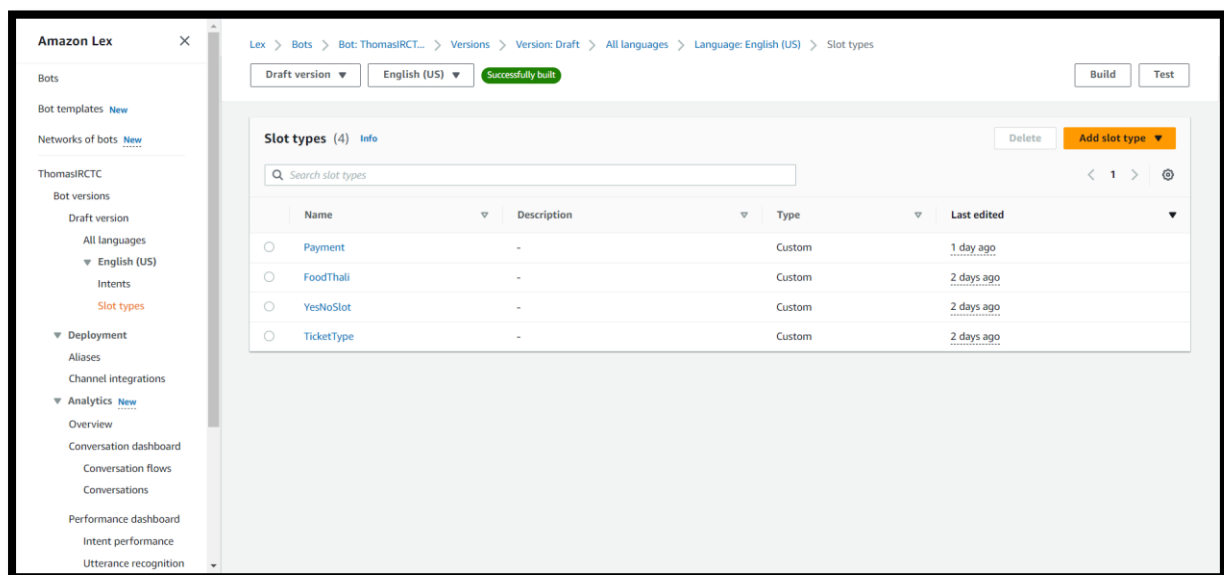 Amazon Lex
Bots
Bot templates New
Networks of bots New
ThomasIRCTC
Bot versions
Draft version
All languages
English (US)
Intents
Slot types
Deployment
Aliases
Channel integrations
Analytics New
Overview
Conversation dashboard
Conversation flows
Conversations
Performance dashboard
Intent performance
Utterance recognition
Lex > Bots > Bot: ThomasIRCT... > Versions > Version: Draft > All languages > Language: English (US) > Slot types
Draft version English (US) Successfully built Build Test
Slot types (4) Info Delete Add slot type
Search slot types < 1 >
Name Description Type Last edited
Payment - Custom 1 day ago
FoodThali - Custom 2 days ago
YesNoSlot - Custom 2 days ago
TicketType - Custom 2 days ago